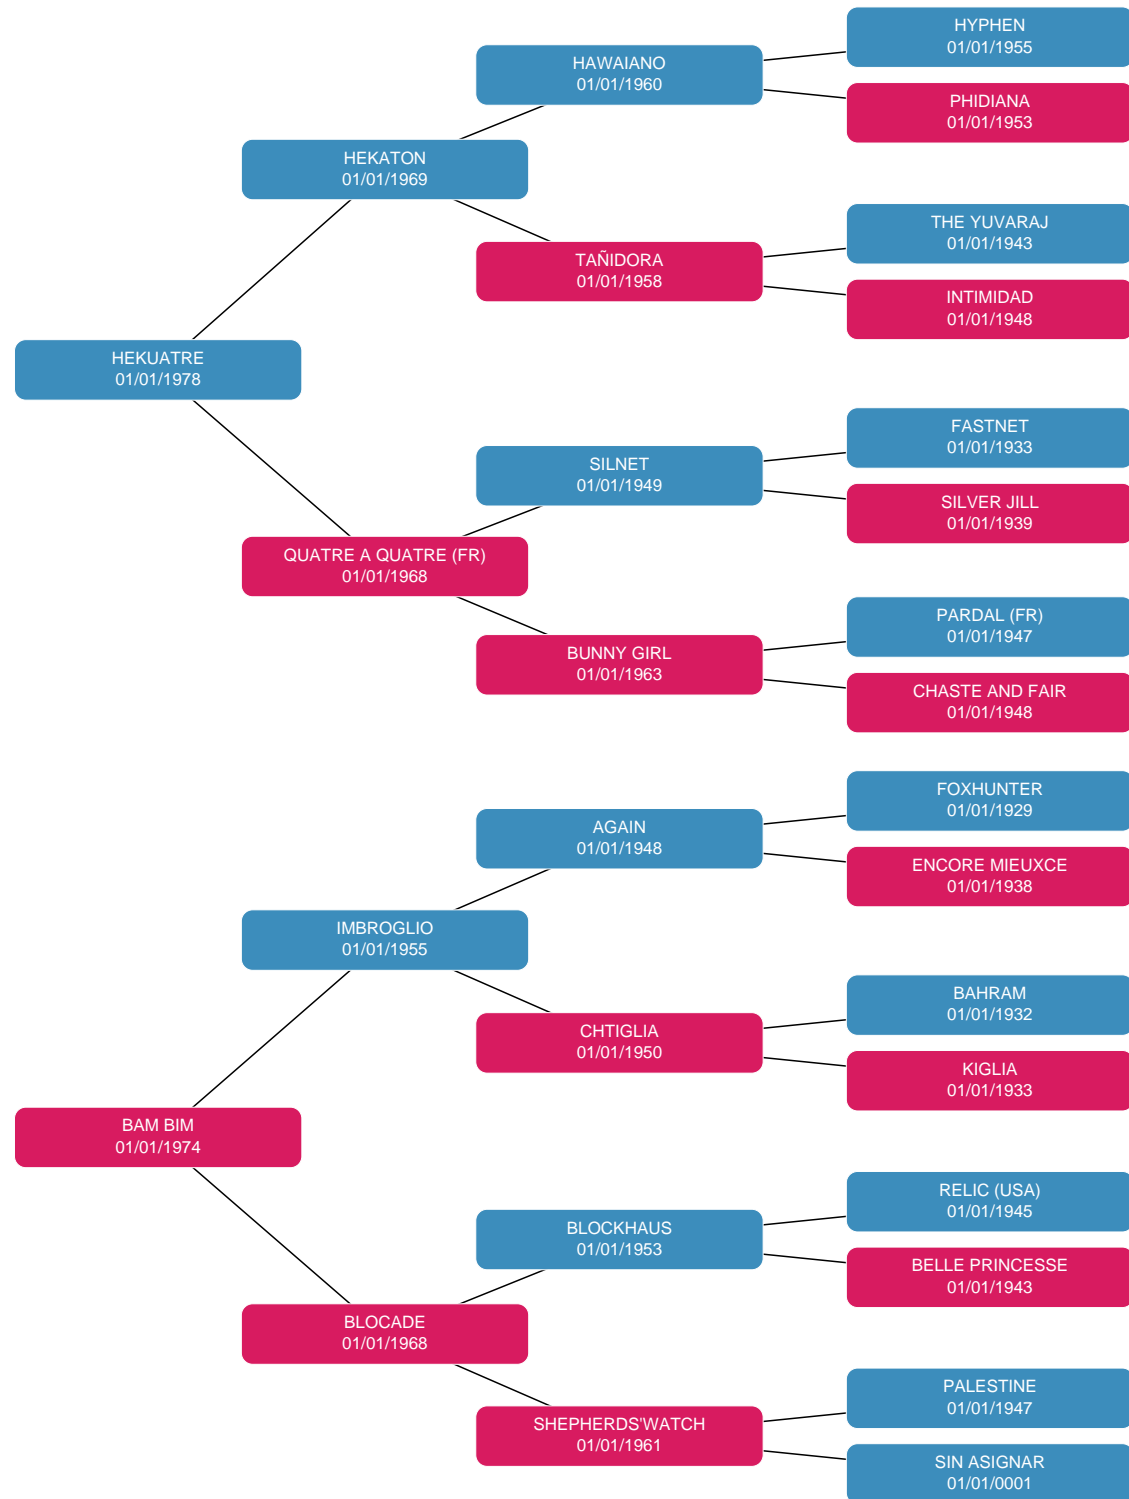 HYPHEN
01/01/1955
HAWAIANO
01/01/1960
PHIDIANA
01/01/1953
HEKATON
01/01/1969
THE YUVARAJ
01/01/1943
TAÑIDORA
01/01/1958
INTIMIDAD
01/01/1948
HEKUATRE
01/01/1978
FASTNET
01/01/1933
SILNET
01/01/1949
SILVER JILL
01/01/1939
QUATRE A QUATRE (FR)
01/01/1968
PARDAL (FR)
01/01/1947
BUNNY GIRL
01/01/1963
CHASTE AND FAIR
01/01/1948
FOXHUNTER
01/01/1929
AGAIN
01/01/1948
ENCORE MIEUXCE
01/01/1938
IMBROGLIO
01/01/1955
BAHRAM
01/01/1932
CHTIGLIA
01/01/1950
KIGLIA
01/01/1933
BAM BIM
01/01/1974
RELIC (USA)
01/01/1945
BLOCKHAUS
01/01/1953
BELLE PRINCESSE
01/01/1943
BLOCADE
01/01/1968
PALESTINE
01/01/1947
SHEPHERDS'WATCH
01/01/1961
SIN ASIGNAR
01/01/0001